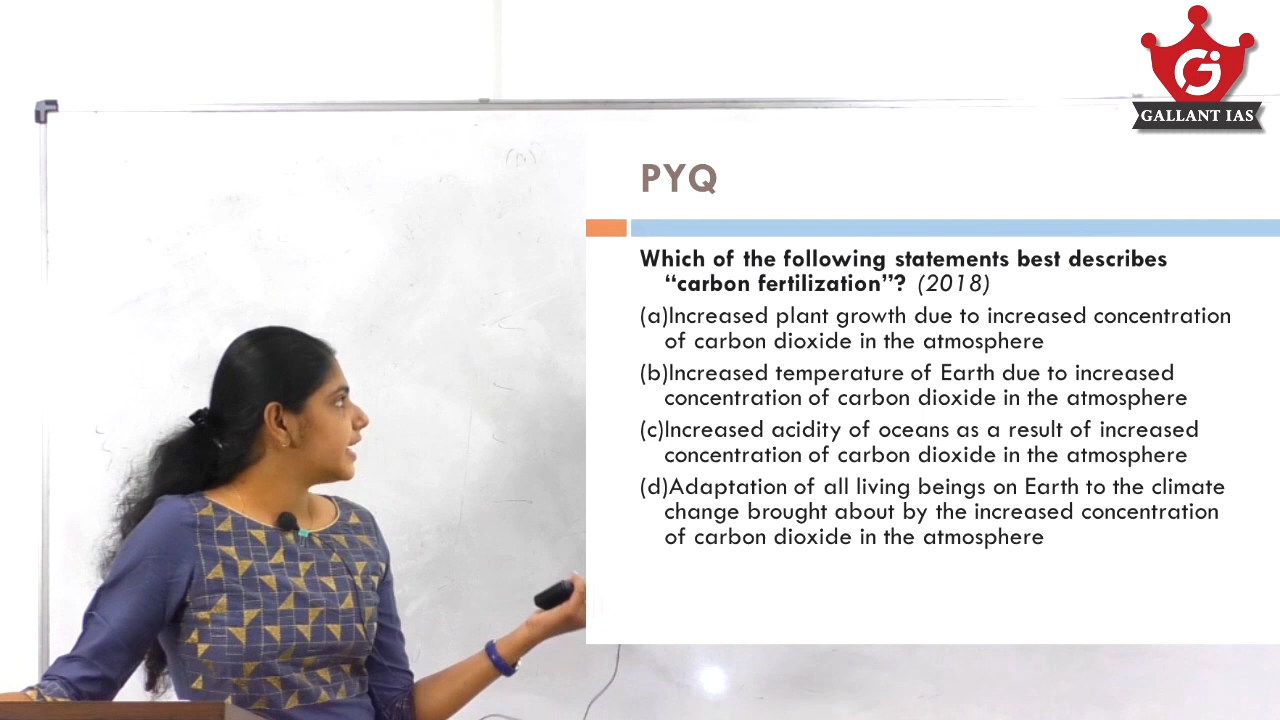 GALLANT IAS
PYQ
Which of the following statements best describes
“carbon fertilization”? (2018)
(a)Increased plant growth due to increased concentration
of carbon dioxide in the atmosphere
(b)Increased temperature of Earth due to increased
concentration of carbon dioxide in the atmosphere
(c)Increased acidity of oceans as a result of increased
concentration of carbon dioxide in the atmosphere
(d)Adaptation of all living beings on Earth to the climate
change brought about by the increased concentration
of carbon dioxide in the atmosphere